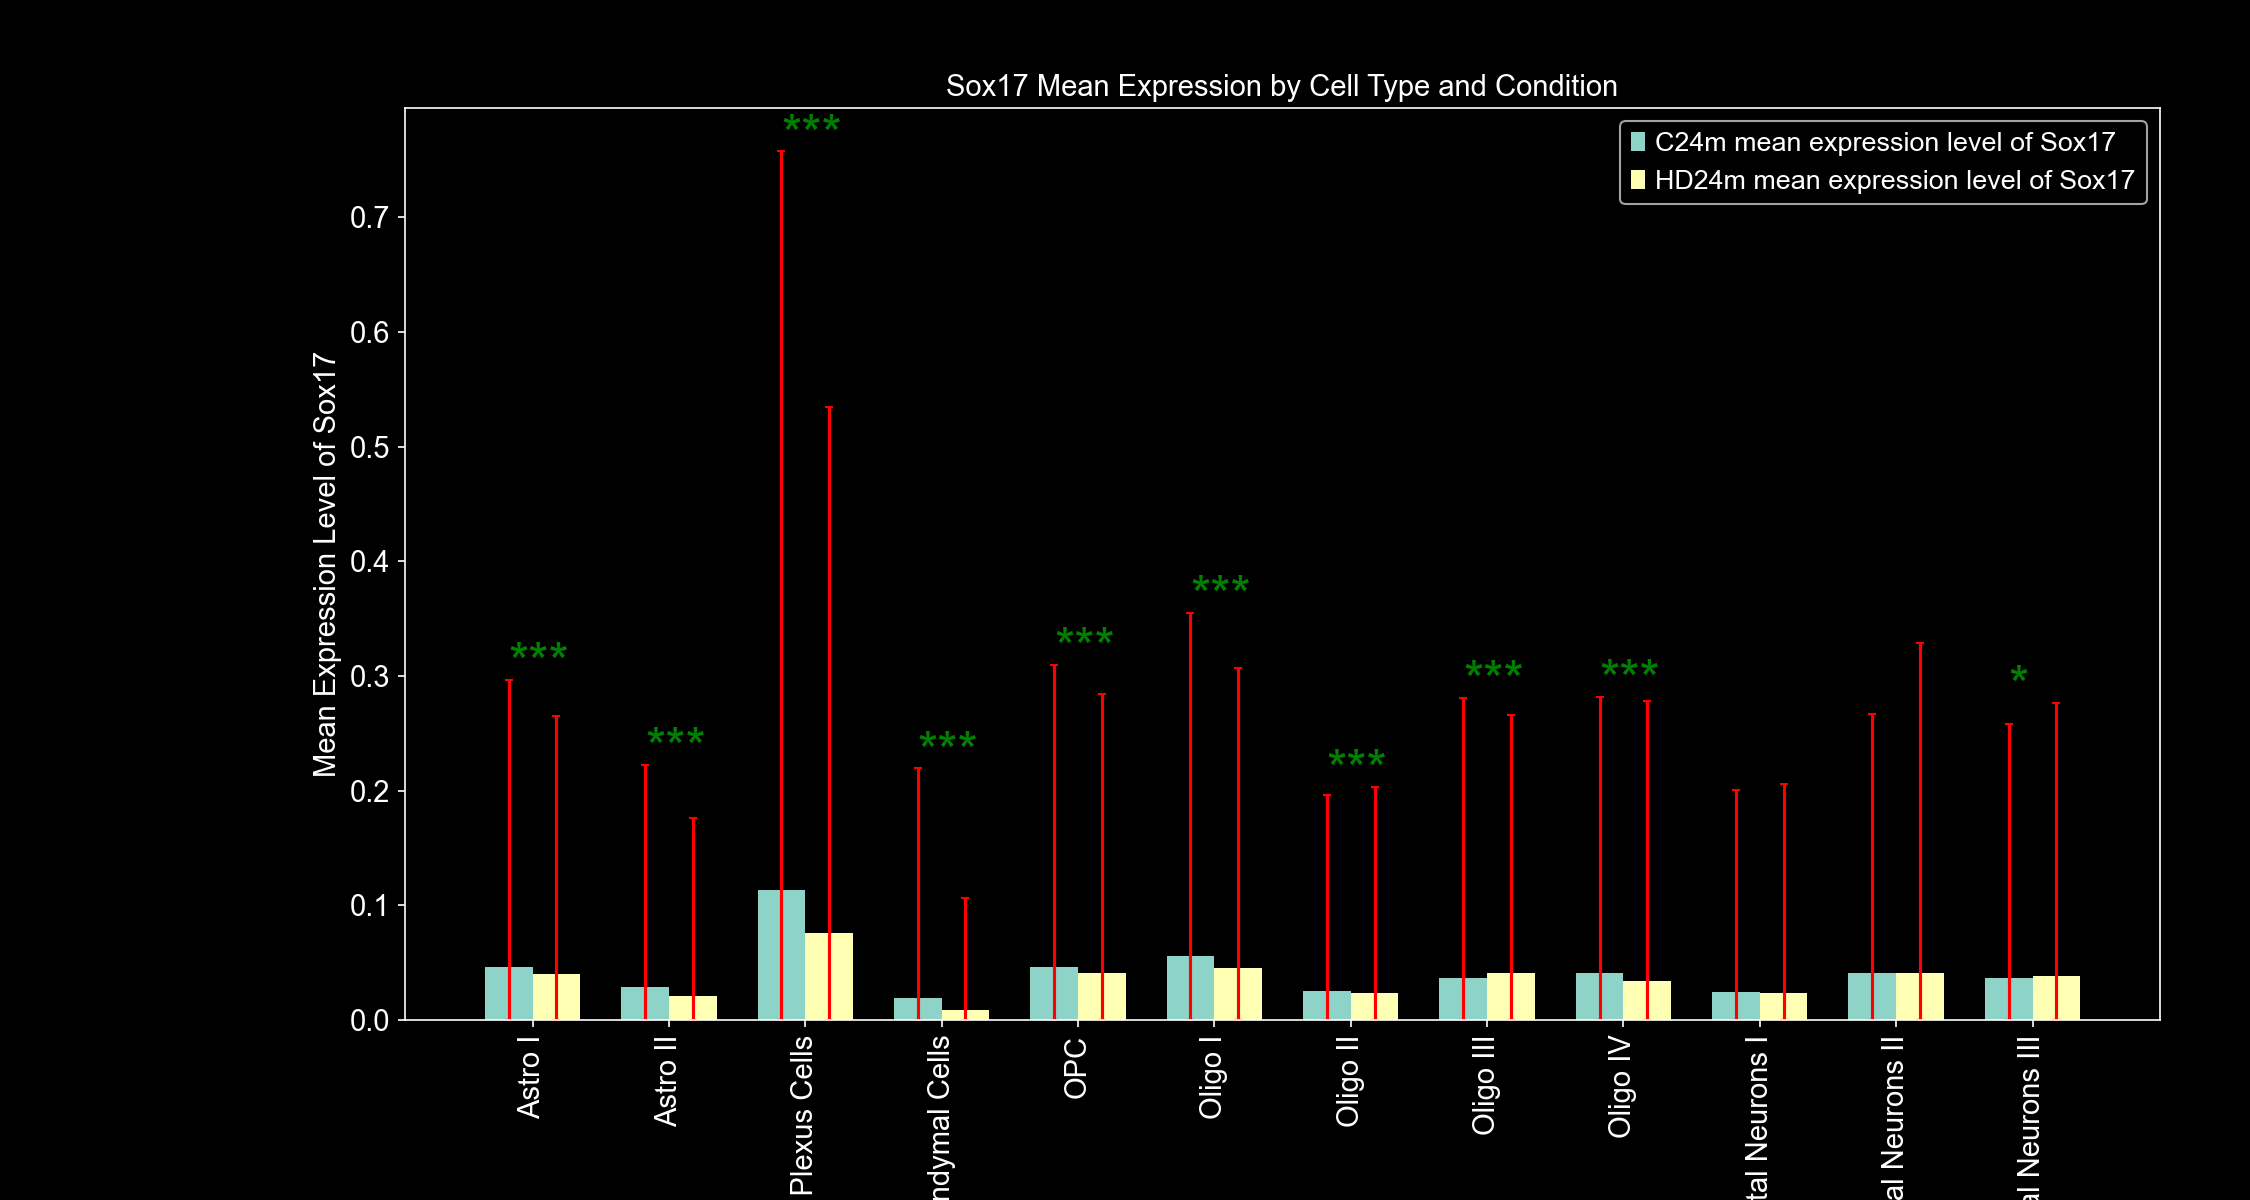 Sox17 Mean Expression by Cell Type and Condition
***
C24m mean expression level of Sox17
HD24m mean expression level of Sox17
0.7
0.6
0.5
0.4
0.3
0.2
0.1
0.0
Mean Expression Level of Sox17
***
***
***
***
***
***
***
***
*
Astro I
Astro II
Plexus Cells
ndymal Cells
OPC
Oligo I
Oligo II
Oligo III
Oligo IV
tal Neurons I
al Neurons II
al Neurons III